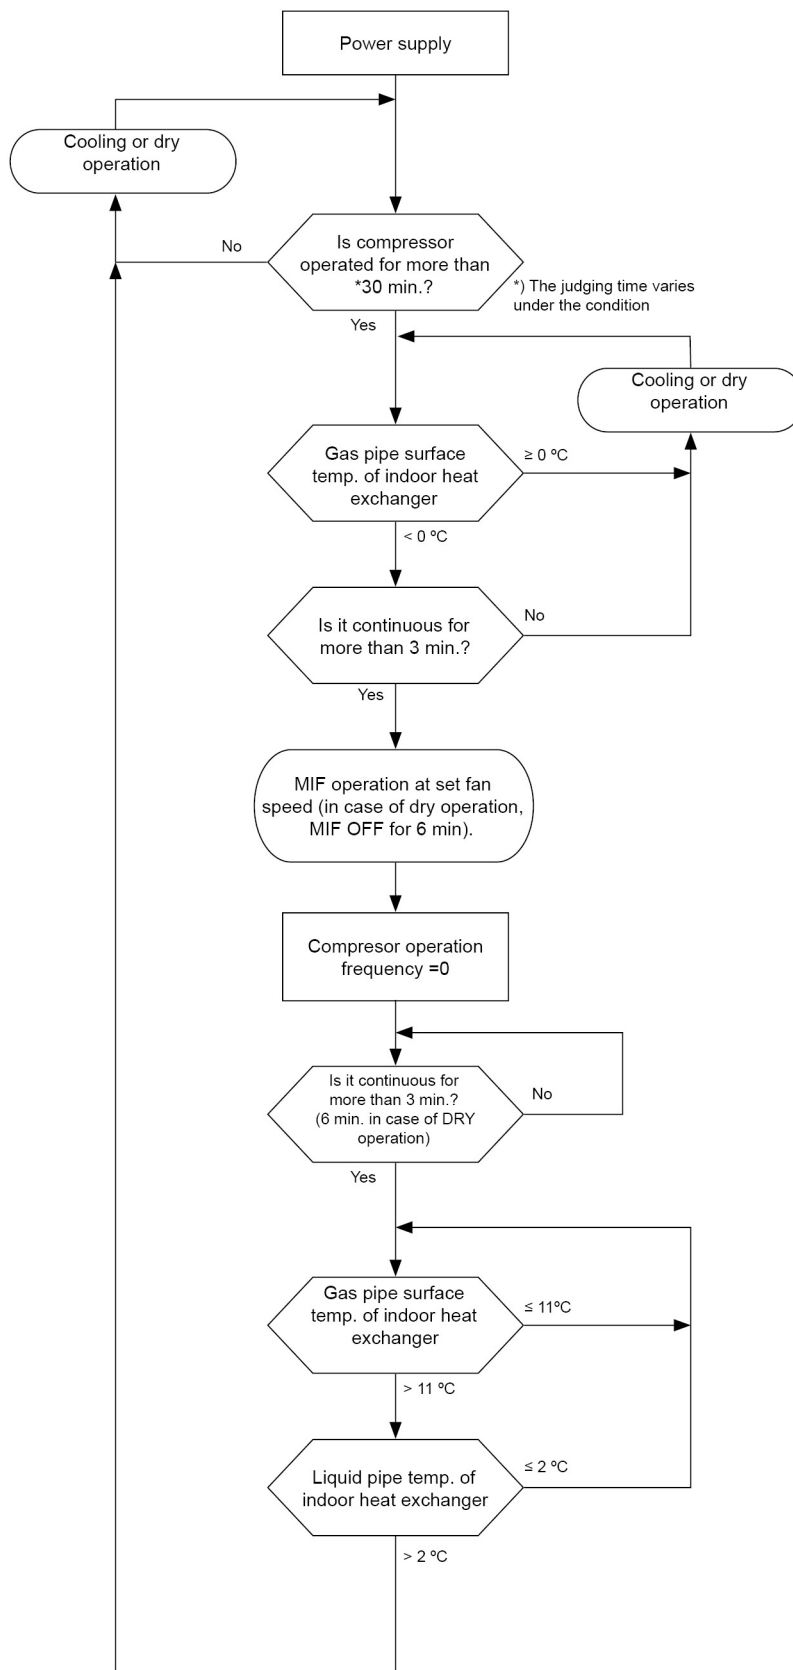 Power supply
Cooling or dry
operation
No
Is compressor
operated for more than
*30 min.?
*) The judging time varies
under the condition
Yes
Cooling or dry
operation
Gas pipe surface
temp. of indoor heat
exchanger
≥ 0 ºC
< 0 ºC
Is it continuous for
more than 3 min.?
No
Yes
MIF operation at set fan
speed (in case of dry operation,
MIF OFF for 6 min).
Compresor operation
frequency =0
Is it continuous for
more than 3 min.?
(6 min. in case of DRY
operation)
No
Yes
Gas pipe surface
temp. of indoor heat
exchanger
≤ 11ºC
> 11 ºC
Liquid pipe temp. of
indoor heat exchanger
≤ 2 ºC
> 2 ºC